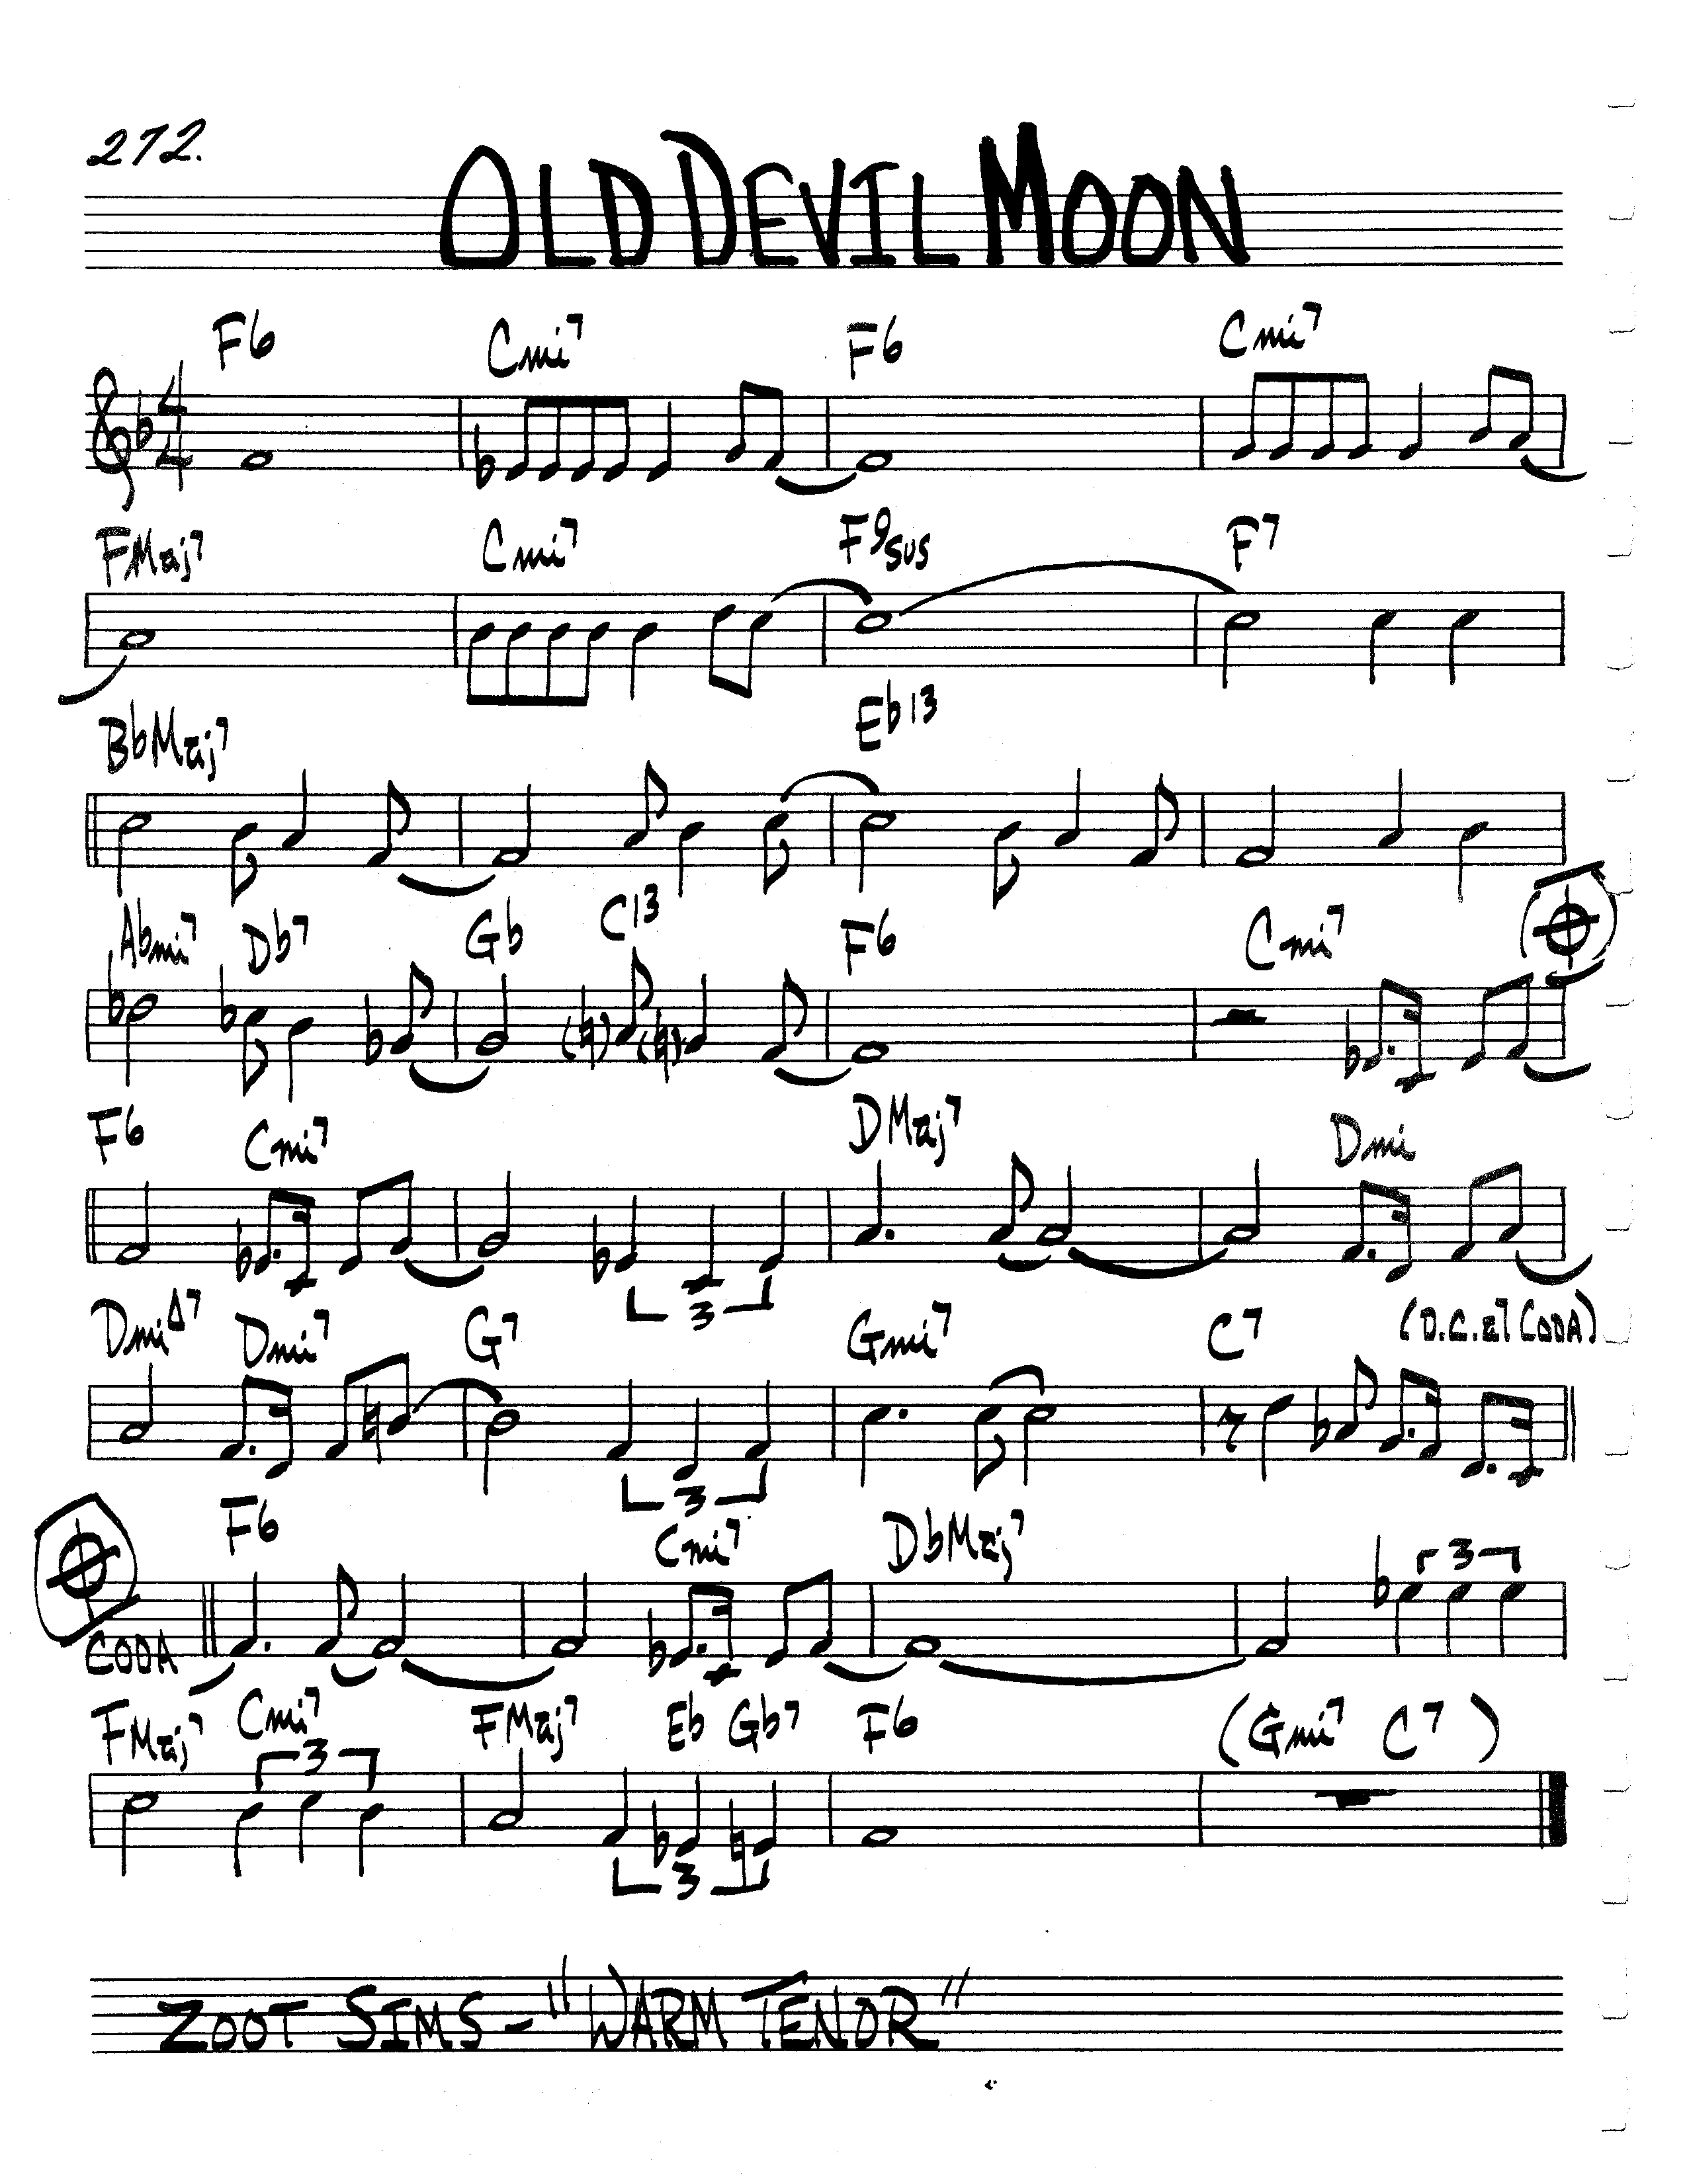 272.
OLD DEVIL MOON
F6 Cmi7 F6 Cmi7
4
4
FMaj7 Cmi7 F9sus F7
BbMaj7 Eb13
Abmi7 Db7 Gb C13 F6 Cmi7
F6 Cmi7 DMaj7 Dmi
3
Dmi△7 Dmi7 G7 Gmi7 C7 (D.C. al CODA)
3
F6 Cmi7 DbMaj7
3
CODA
FMaj7 Cmi7 FMaj7 Eb Gb7 F6 (Gmi7 C7)
3
3
ZOOT SIMS - "WARM TENOR"